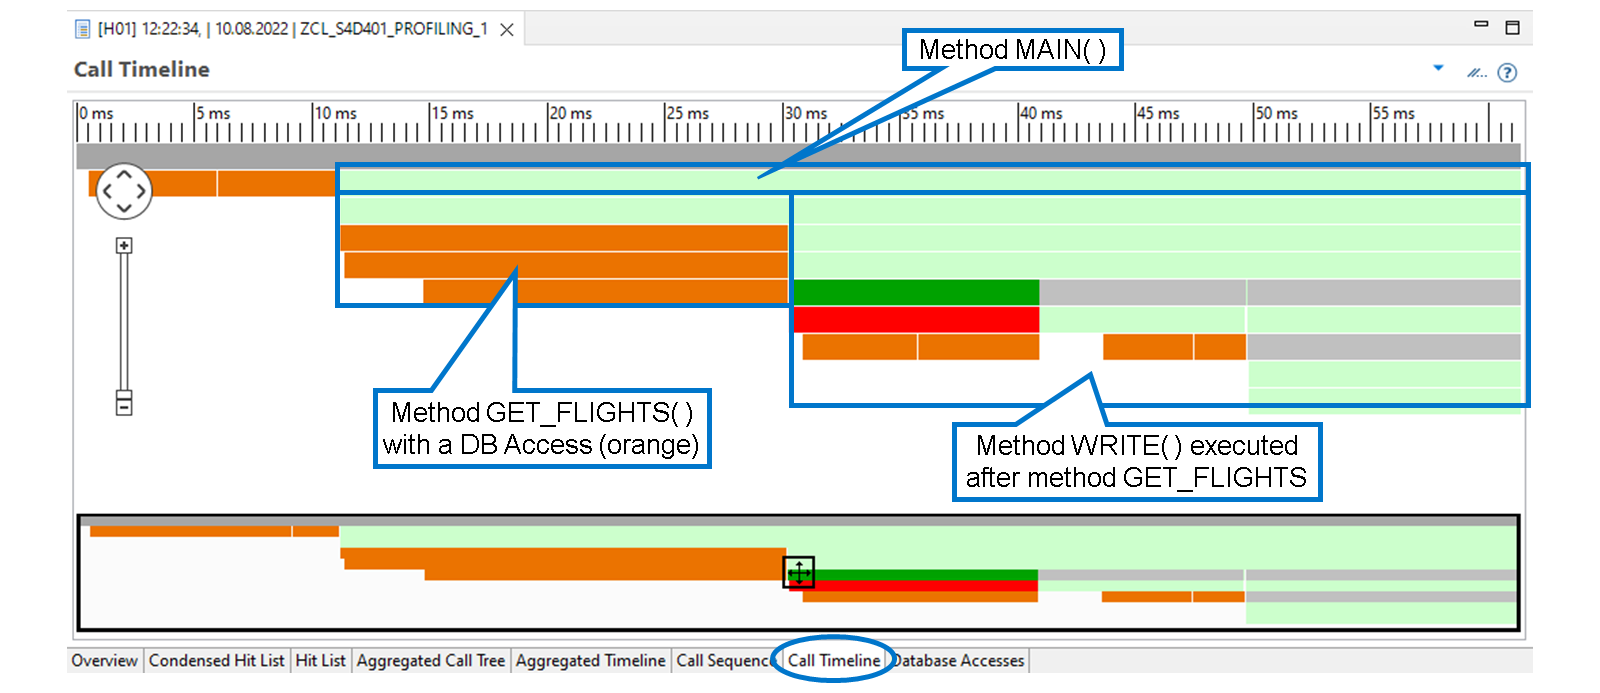 [H01] 12:22:34, | 10.08.2022 | ZCL_S4D401_PROFILING_1
Method MAIN( )
Call Timeline
0 ms 5 ms 10 ms 15 ms 20 ms 25 ms 30 ms 35 ms 40 ms 45 ms 50 ms 55 ms
Method GET_FLIGHTS( )
with a DB Access (orange)
Method WRITE( ) executed
after method GET_FLIGHTS
Overview Condensed Hit List Hit List Aggregated Call Tree Aggregated Timeline Call Sequence Call Timeline Database Accesses